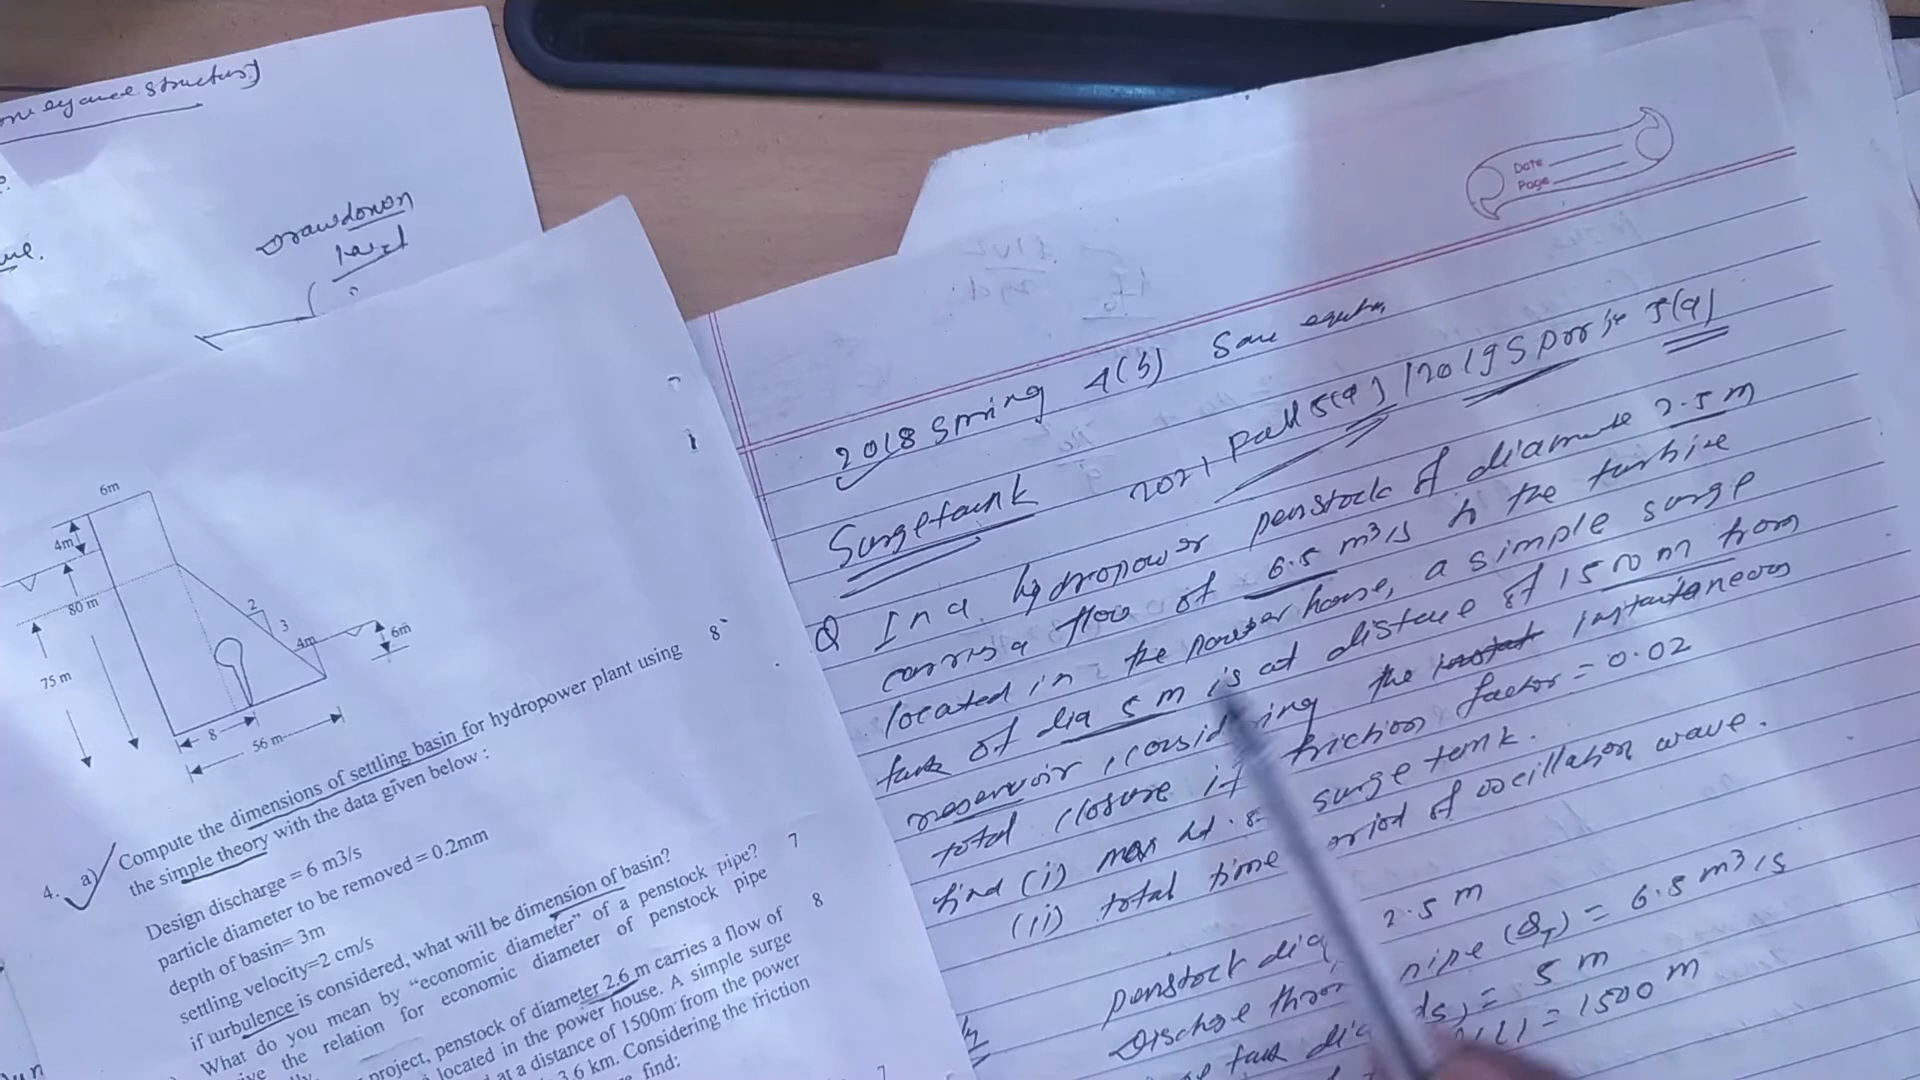 Drawdown
level
6m
4m
80 m
75 m
2
3
4m
6m
8
56 m
4. a) Compute the dimensions of settling basin for hydropower plant using 8
the simple theory with the data given below :
Design discharge = 6 m3/s
particle diameter to be removed = 0.2mm
depth of basin= 3m
settling velocity=2 cm/s
if turbulence is considered, what will be dimension of basin?
What do you mean by "economic diameter" of a penstock pipe? 7
the relation for economic diameter of penstock pipe
project, penstock of diameter 2.6 m carries a flow of 8
located in the power house. A simple surge
at a distance of 1500m from the power
3.6 km. Considering the friction
find:
7
Date
Page
2018 Spring 4(b) Same
Surgetank 2021 Fall 5(a) / 2019 Spring 5(a)
Q In a hydropower penstock of diameter 2.5 m
carries a flow of 6.5 m³/s to the turbine
located in the power house, a simple surge
tank of dia 5 m is at distance of 1500 m from
reservoir, considering the instantaneous
total closure if friction factor = 0.02
find (i) max surge tank.
(ii) total time period of oscillation wave.
penstock dia 2.5 m
Discharge pipe (QT) = 6.5 m³/s
tank dia (ds) = 5 m
(L) = 1500 m